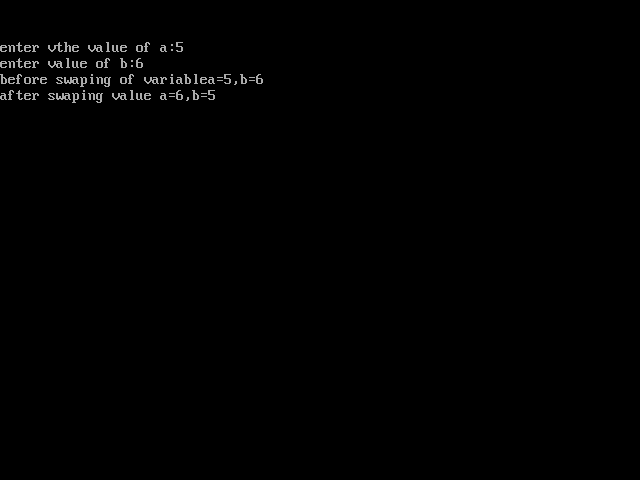 enter vthe value of a:5
enter value of b:6
before swaping of variablea=5,b=6
after swaping value a=6,b=5